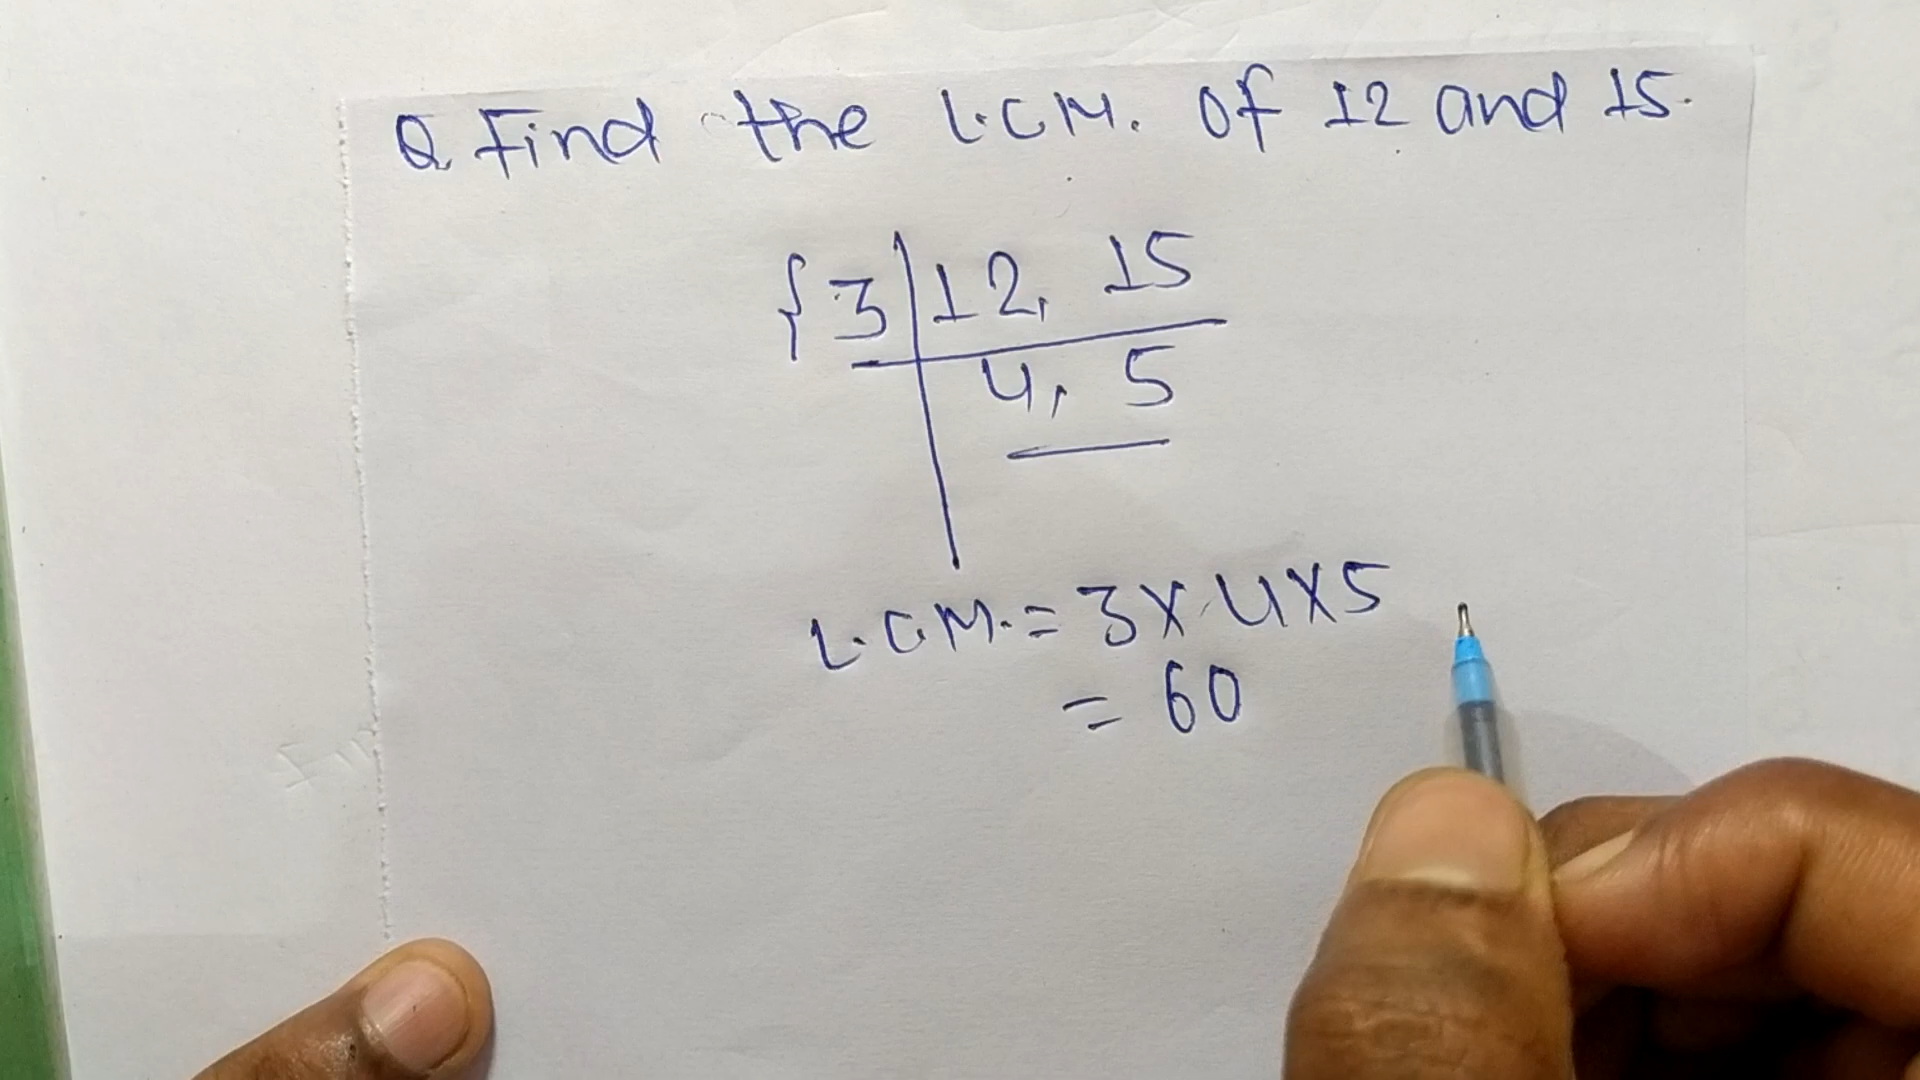 Q. Find the L.C.M. of 12 and 15.
{ 3 | 12, 15
4, 5
L.C.M. = 3 X 4 X 5
= 60